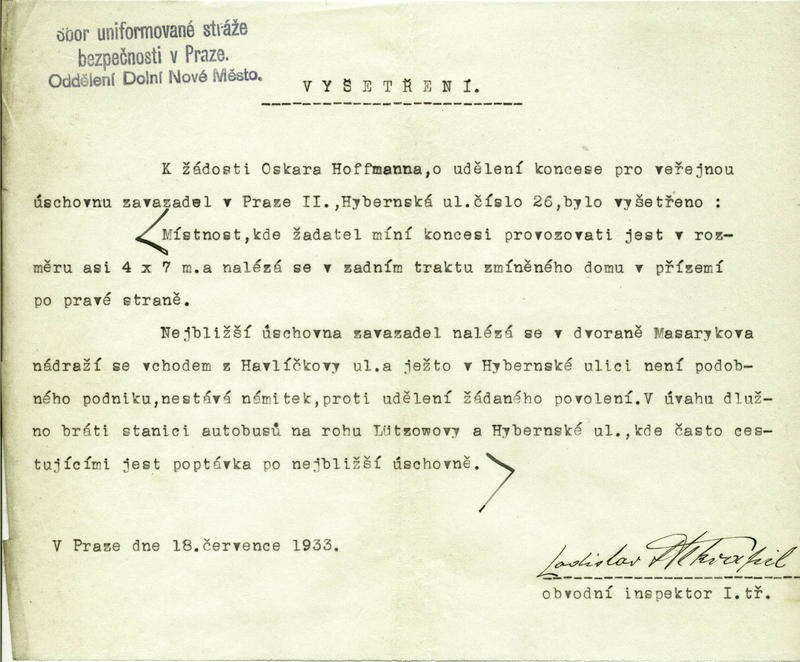 sbor uniformované stráže
bezpečnosti v Praze.
Oddělení Dolní Nové Město.
VYŠETŘENÍ.
K žádosti Oskara Hoffmanna,o udělení koncese pro veřejnou
úschovnu zavazadel v Praze II.,Hybernská ul.číslo 26,bylo vyšetřeno :
Místnost,kde žadatel míní koncesi provozovati jest v roz-
měru asi 4 x 7 m.a nalézá se v zadním traktu zmíněného domu v přízemí
po pravé straně.
Nejbližší úschovna zavazadel nalézá se v dvoraně Masarykova
nádraží se vchodem z Havlíčkovy ul.a ježto v Hybernské ulici není podob-
ného podniku,nestává námitek,proti udělení žádaného povolení.V úvahu dluž-
no bráti stanici autobusů na rohu Lützowovy a Hybernské ul.,kde často ces-
tujícími jest poptávka po nejbližší úschovně.
V Praze dne 18.července 1933.
Ladislav
obvodní inspektor I.tř.